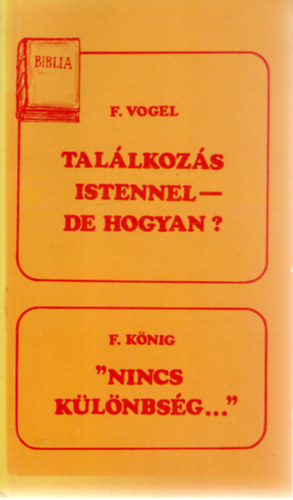 BIBLIA
F. VOGEL
TALÁLKOZÁS
ISTENNEL—
DE HOGYAN?
F. KÖNIG
"NINCS
KÜLÖNBSÉG..."